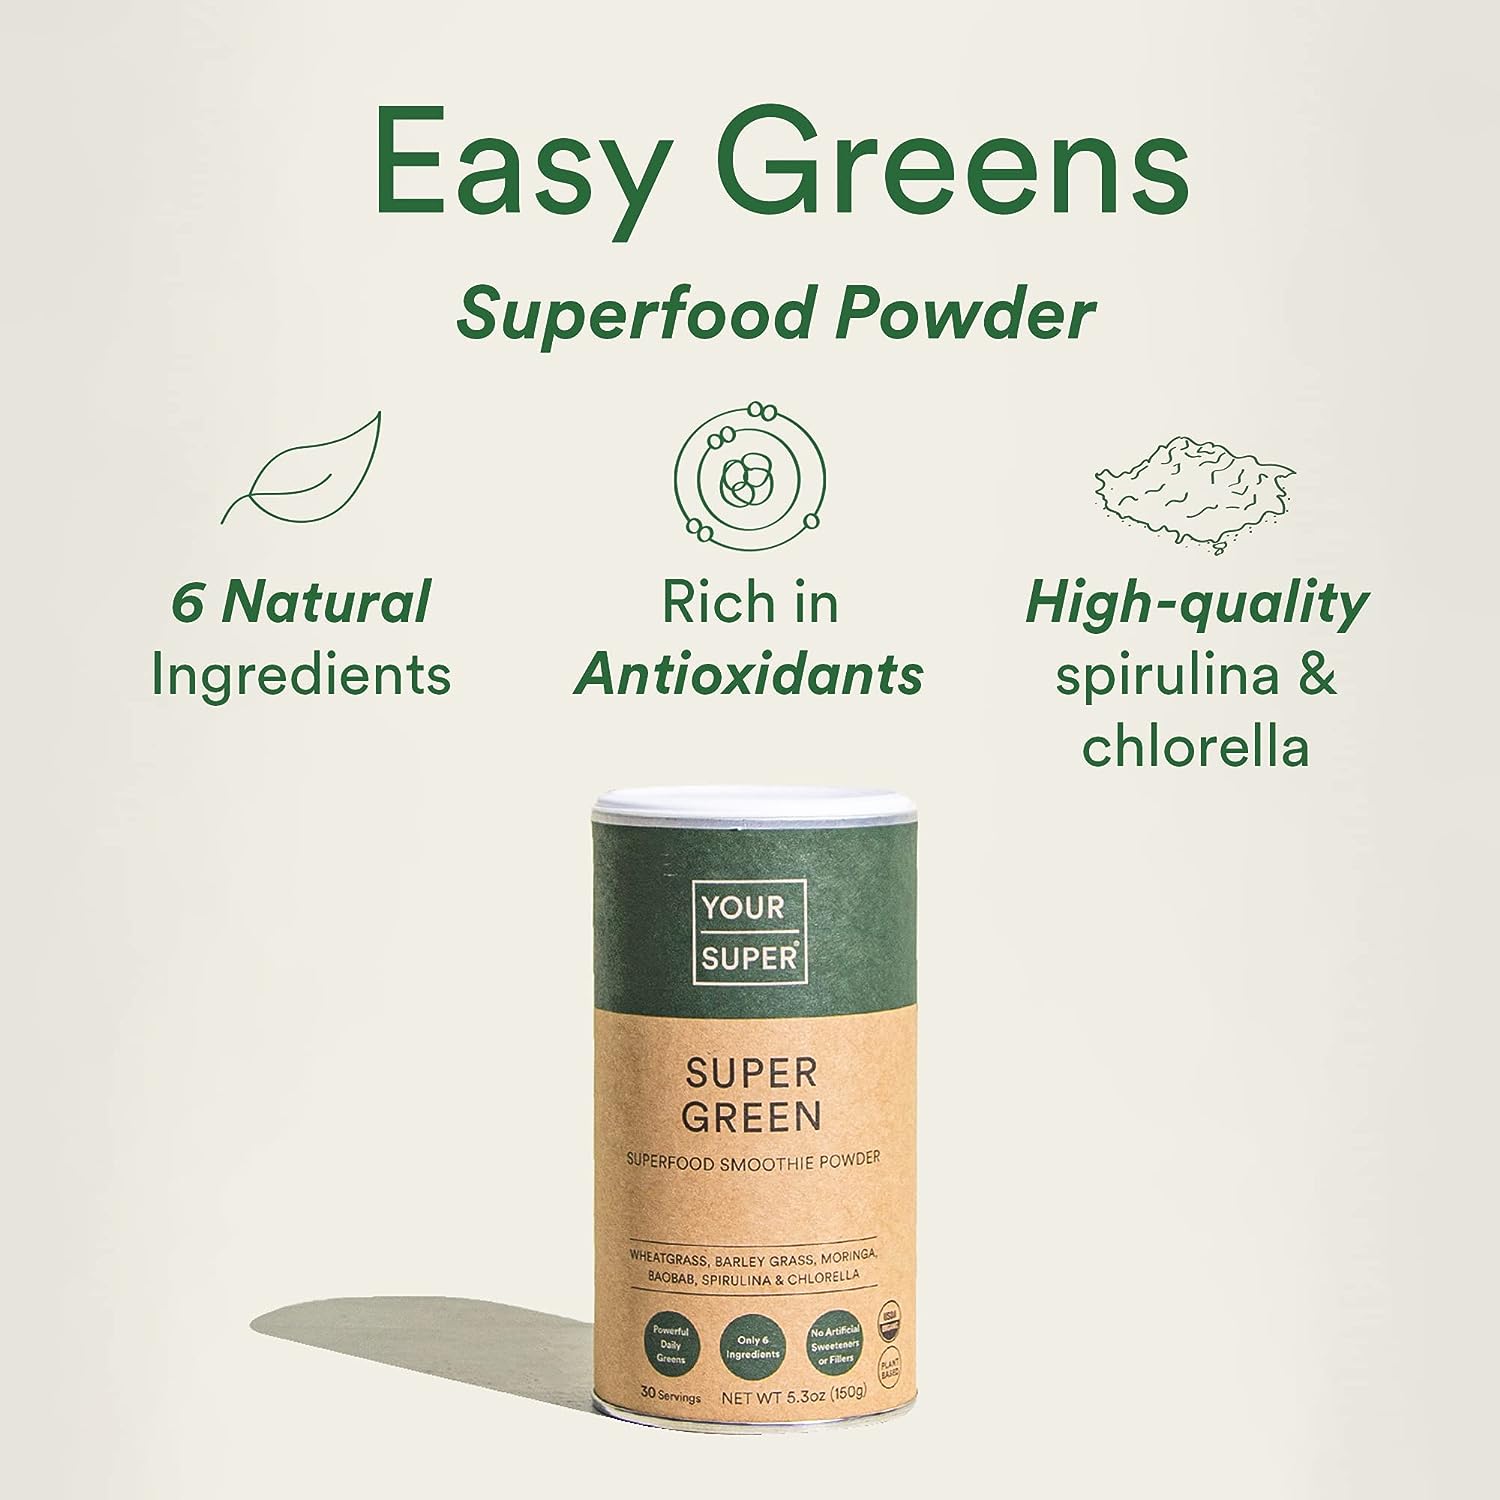 Easy Greens
Superfood Powder
6 Natural
Ingredients
Rich in
Antioxidants
High-quality
spirulina &
chlorella
YOUR
SUPER®
SUPER
GREEN
SUPERFOOD SMOOTHIE POWDER
WHEATGRASS, BARLEY GRASS, MORINGA,
BAOBAB, SPIRULINA & CHLORELLA
Powerful
Daily
Greens
Only 6
Ingredients
No Artificial
Sweeteners
or Fillers
USDA
ORGANIC
PLANT
BASED
30 Servings NET WT 5.3oz (150g)